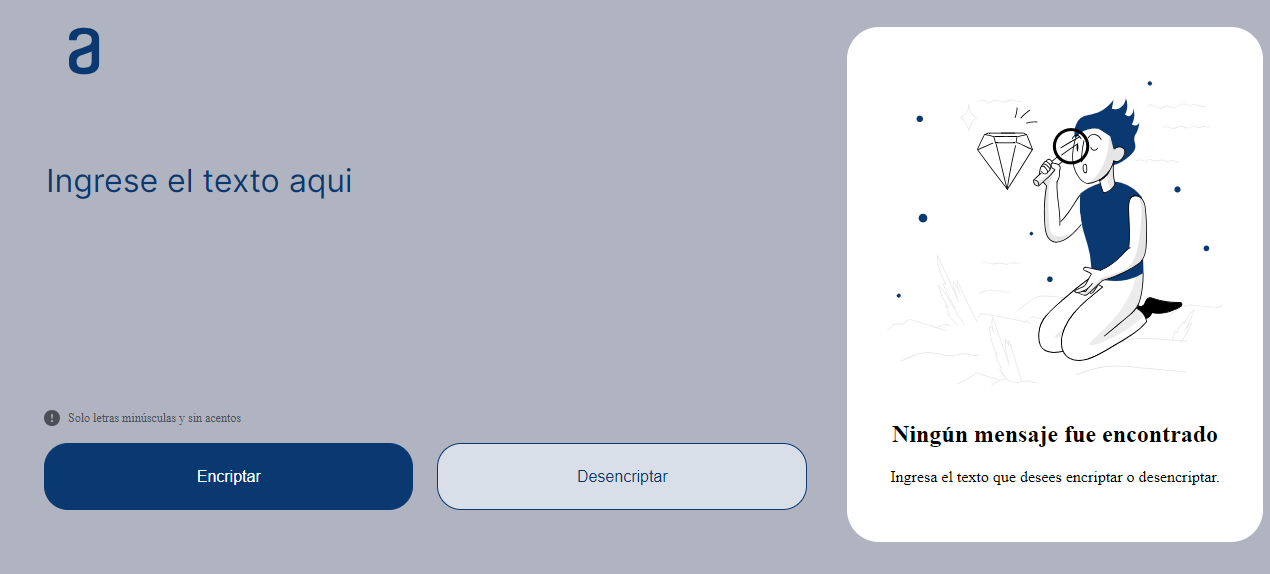 a
Ingrese el texto aqui
! Solo letras minúsculas y sin acentos
Encriptar
Desencriptar
Ningún mensaje fue encontrado
Ingresa el texto que desees encriptar o desencriptar.